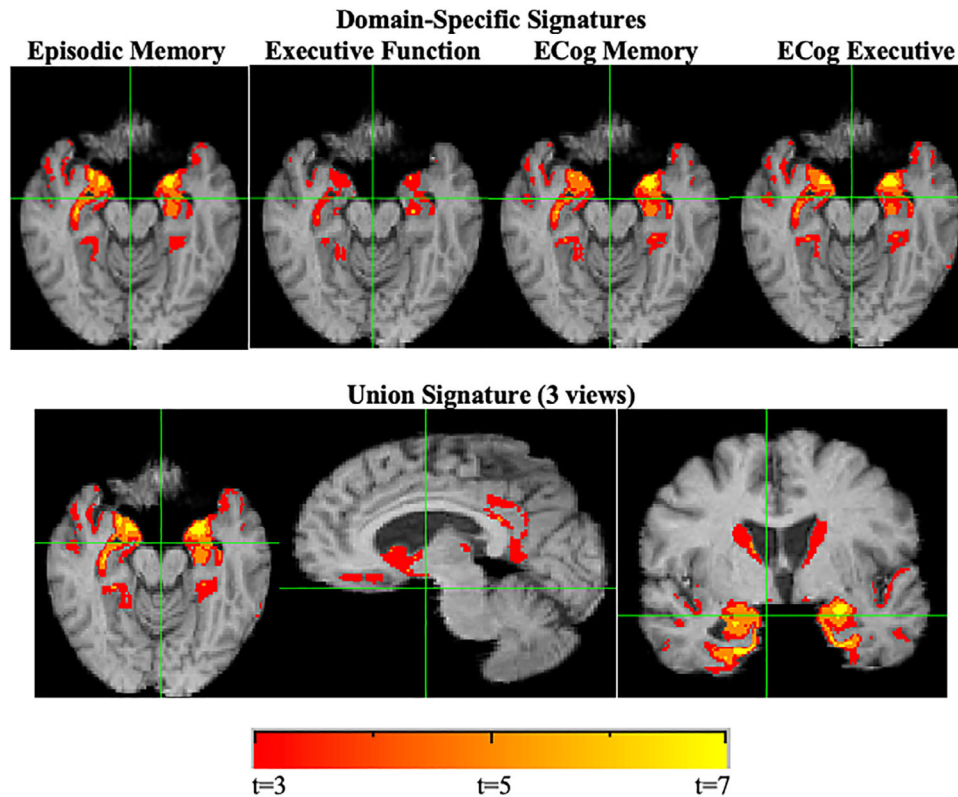 Domain-Specific Signatures
Episodic Memory Executive Function ECog Memory ECog Executive
Union Signature (3 views)
t=3 t=5 t=7